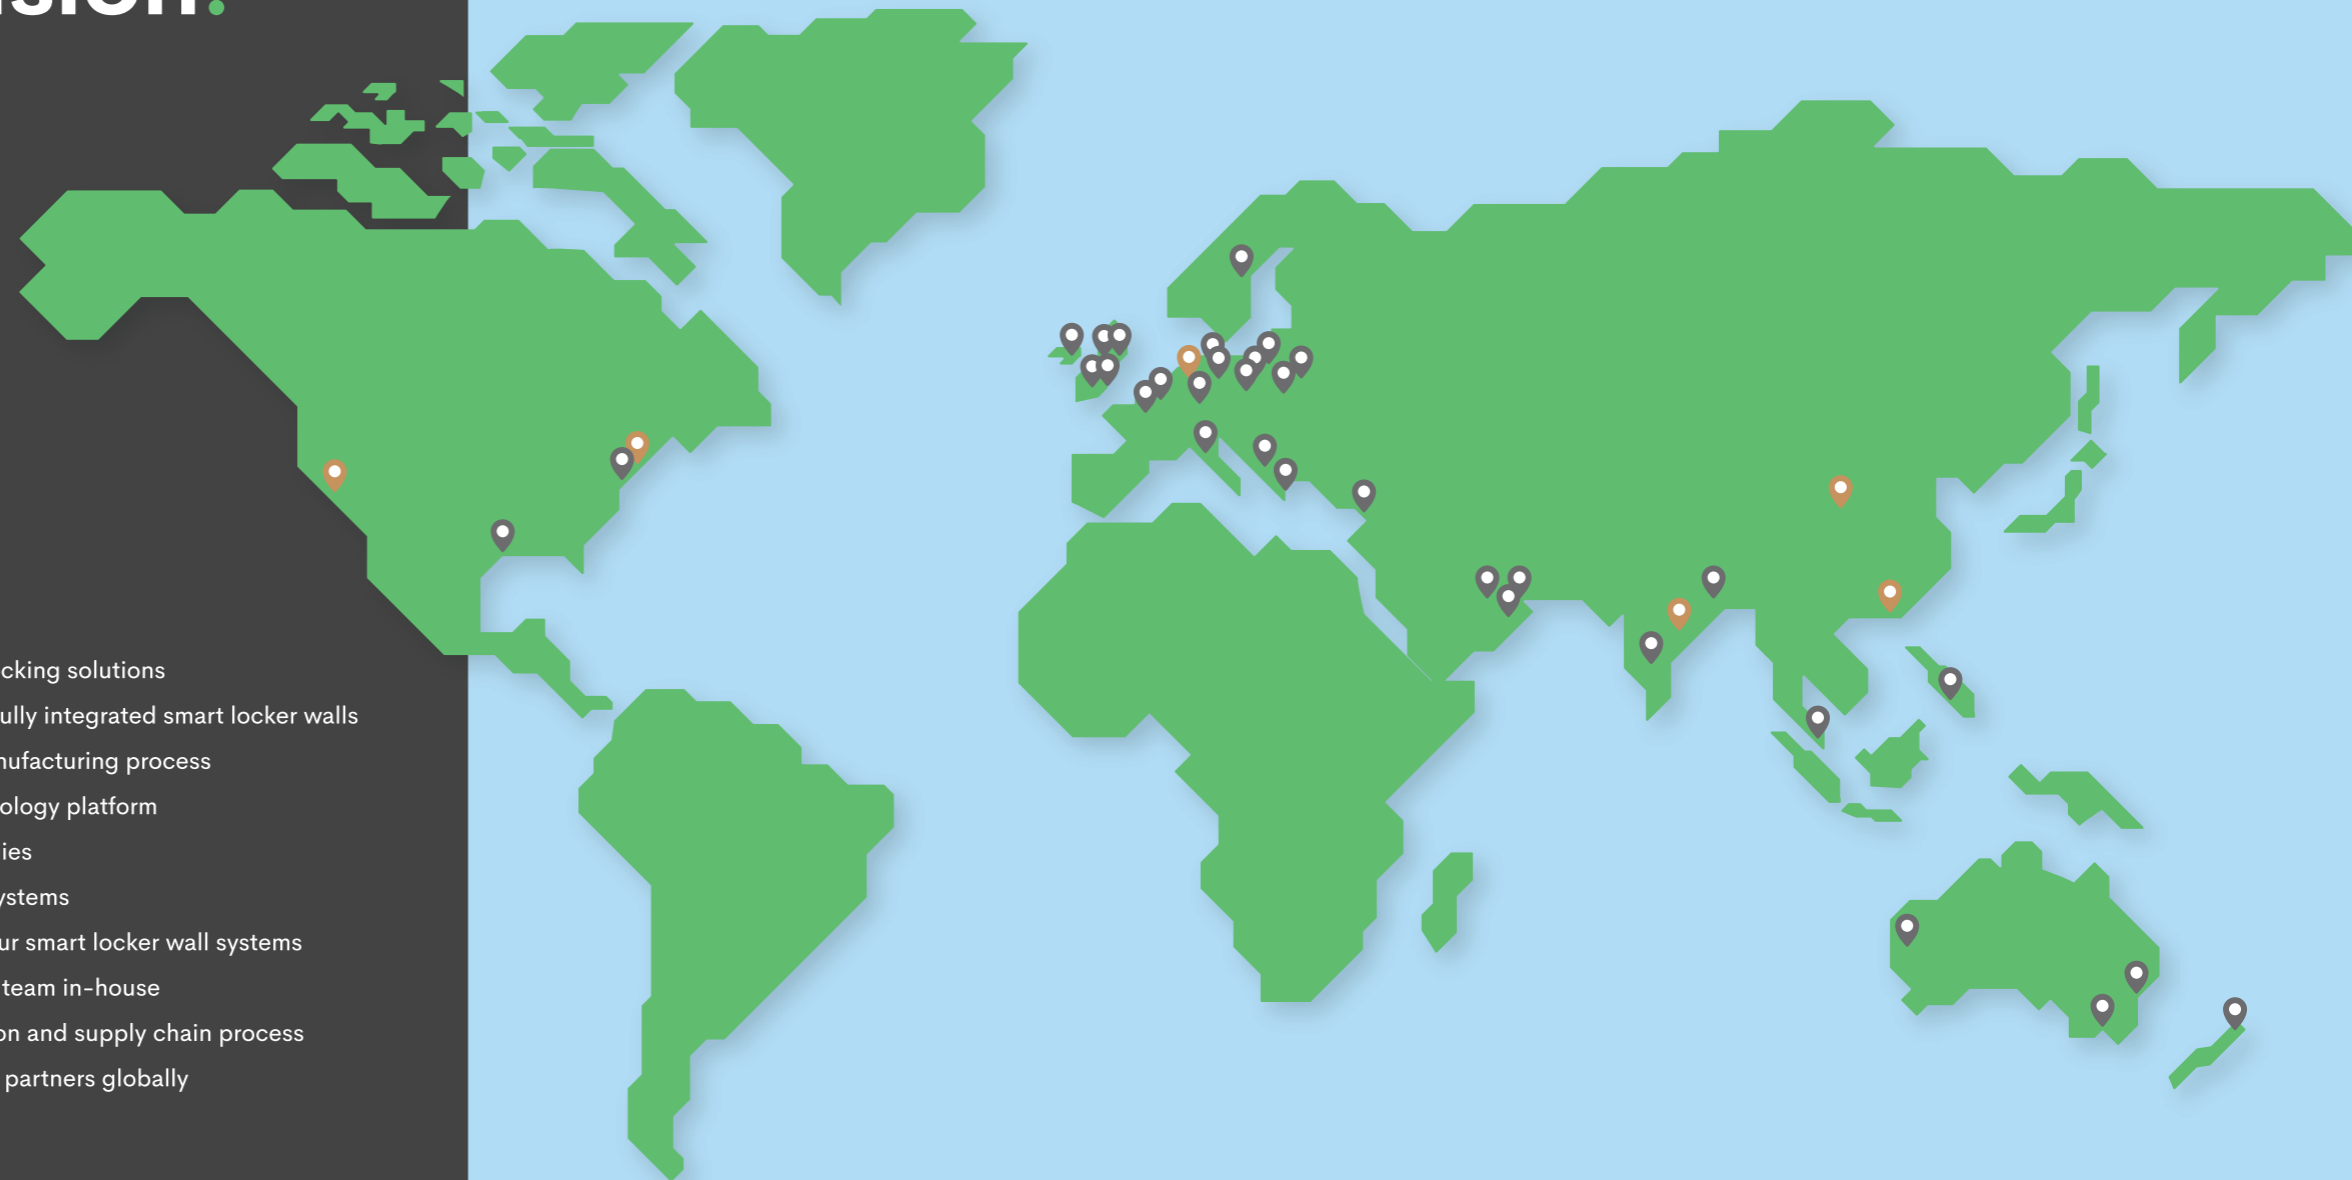 cking solutions
ully integrated smart locker walls
nufacturing process
ology platform
ies
ystems
ur smart locker wall systems
team in-house
on and supply chain process
partners globally